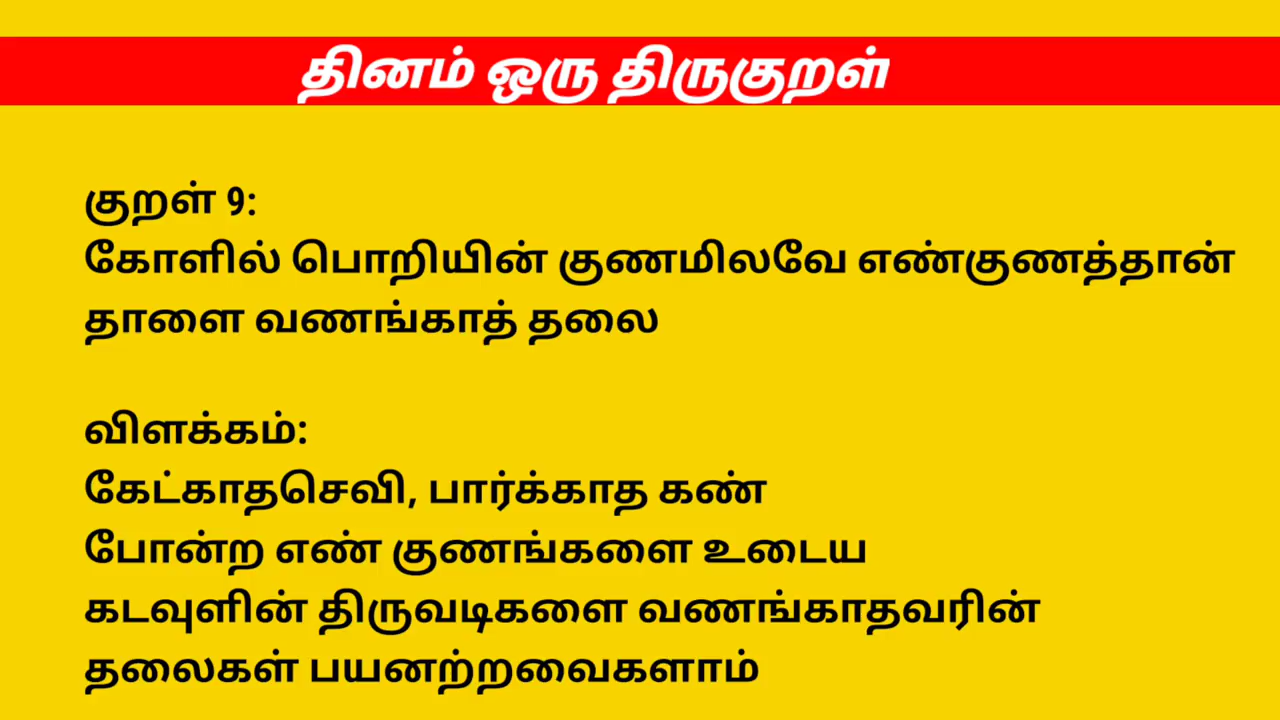 தினம் ஒரு திருகுறள்
குறள் 9:
கோளில் பொறியின் குணமிலவே எண்குணத்தான்
தாளை வணங்காத் தலை
விளக்கம்:
கேட்காதசெவி, பார்க்காத கண்
போன்ற எண் குணங்களை உடைய
கடவுளின் திருவடிகளை வணங்காதவரின்
தலைகள் பயனற்றவைகளாம்